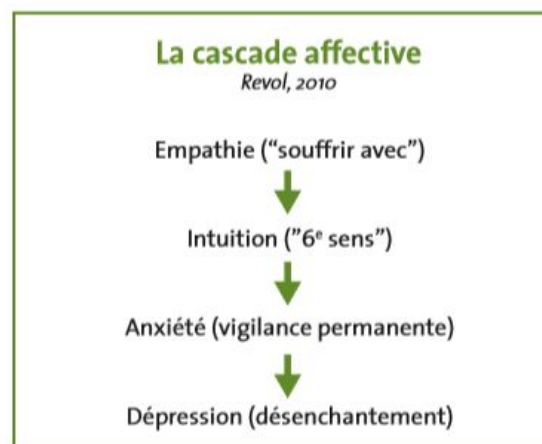 La cascade affective
Revol, 2010
Empathie (“souffrir avec”)
Intuition (”6ᵉ sens”)
Anxiété (vigilance permanente)
Dépression (désenchantement)